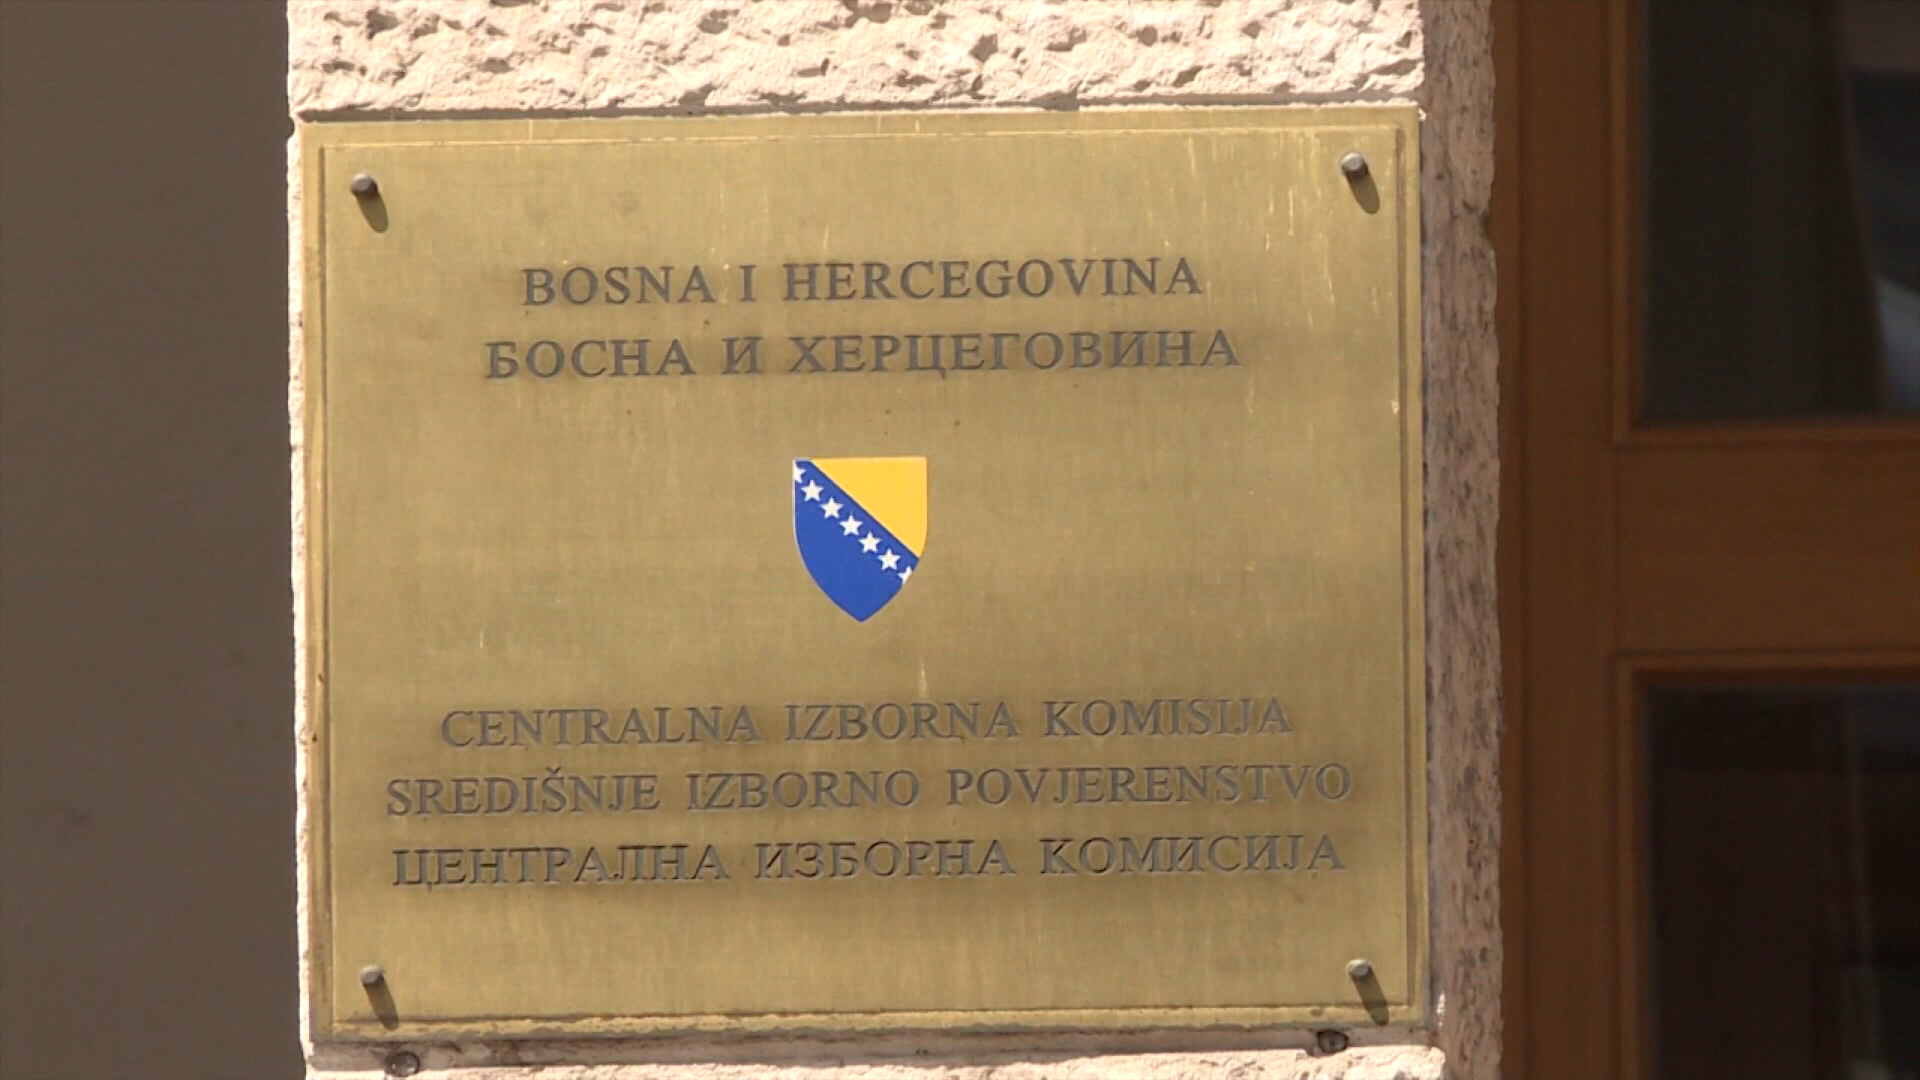 BOSNA I HERCEGOVINA
БОСНА И ХЕРЦЕГОВИНА
CENTRALNA IZBORNA KOMISIJA
SREDIŠNJE IZBORNO POVJERENSTVO
ЦЕНТРАЛНА ИЗБОРНА КОМИСИЈА